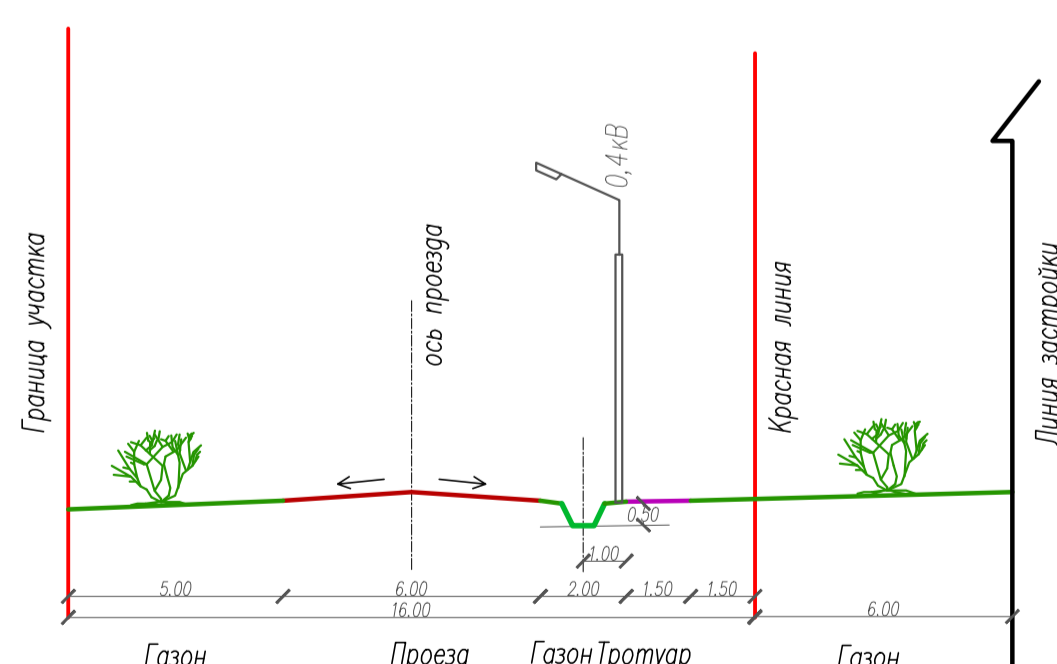 0,4кВ
ось проезда
Граница участка
Красная линия
Линия застройки
0.50
1.00
5.00 6.00 2.00 1.50 1.50
16.00 6.00
Газон Проезд Газон Тротуар Газон